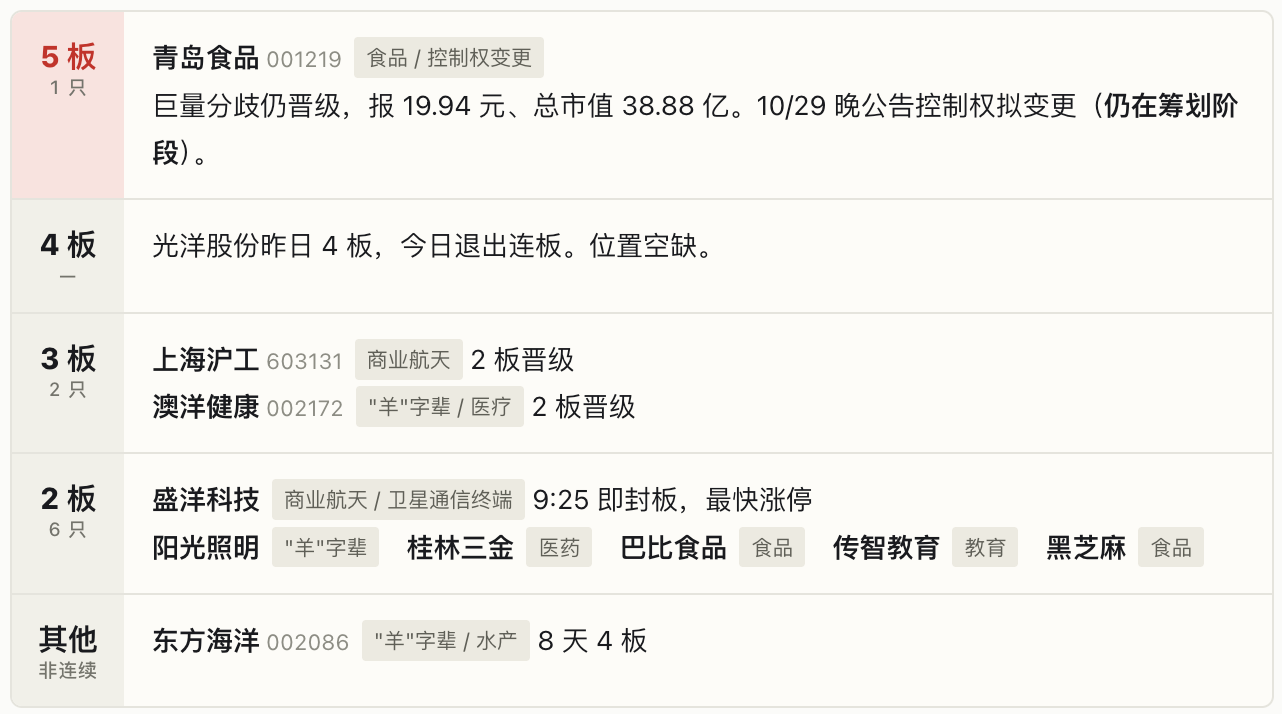 5 板
1 只
青岛食品 001219 食品 / 控制权变更
巨量分歧仍晋级，报 19.94 元、总市值 38.88 亿。10/29 晚公告控制权拟变更（仍在筹划阶
段）。
4 板
—
光洋股份昨日 4 板，今日退出连板。位置空缺。
3 板
2 只
上海沪工 603131 商业航天 2 板晋级
澳洋健康 002172 "羊"字辈 / 医疗 2 板晋级
2 板
6 只
盛洋科技 商业航天 / 卫星通信终端 9:25 即封板，最快涨停
阳光照明 "羊"字辈 桂林三金 医药 巴比食品 食品 传智教育 教育 黑芝麻 食品
其他
非连续
东方海洋 002086 "羊"字辈 / 水产 8 天 4 板